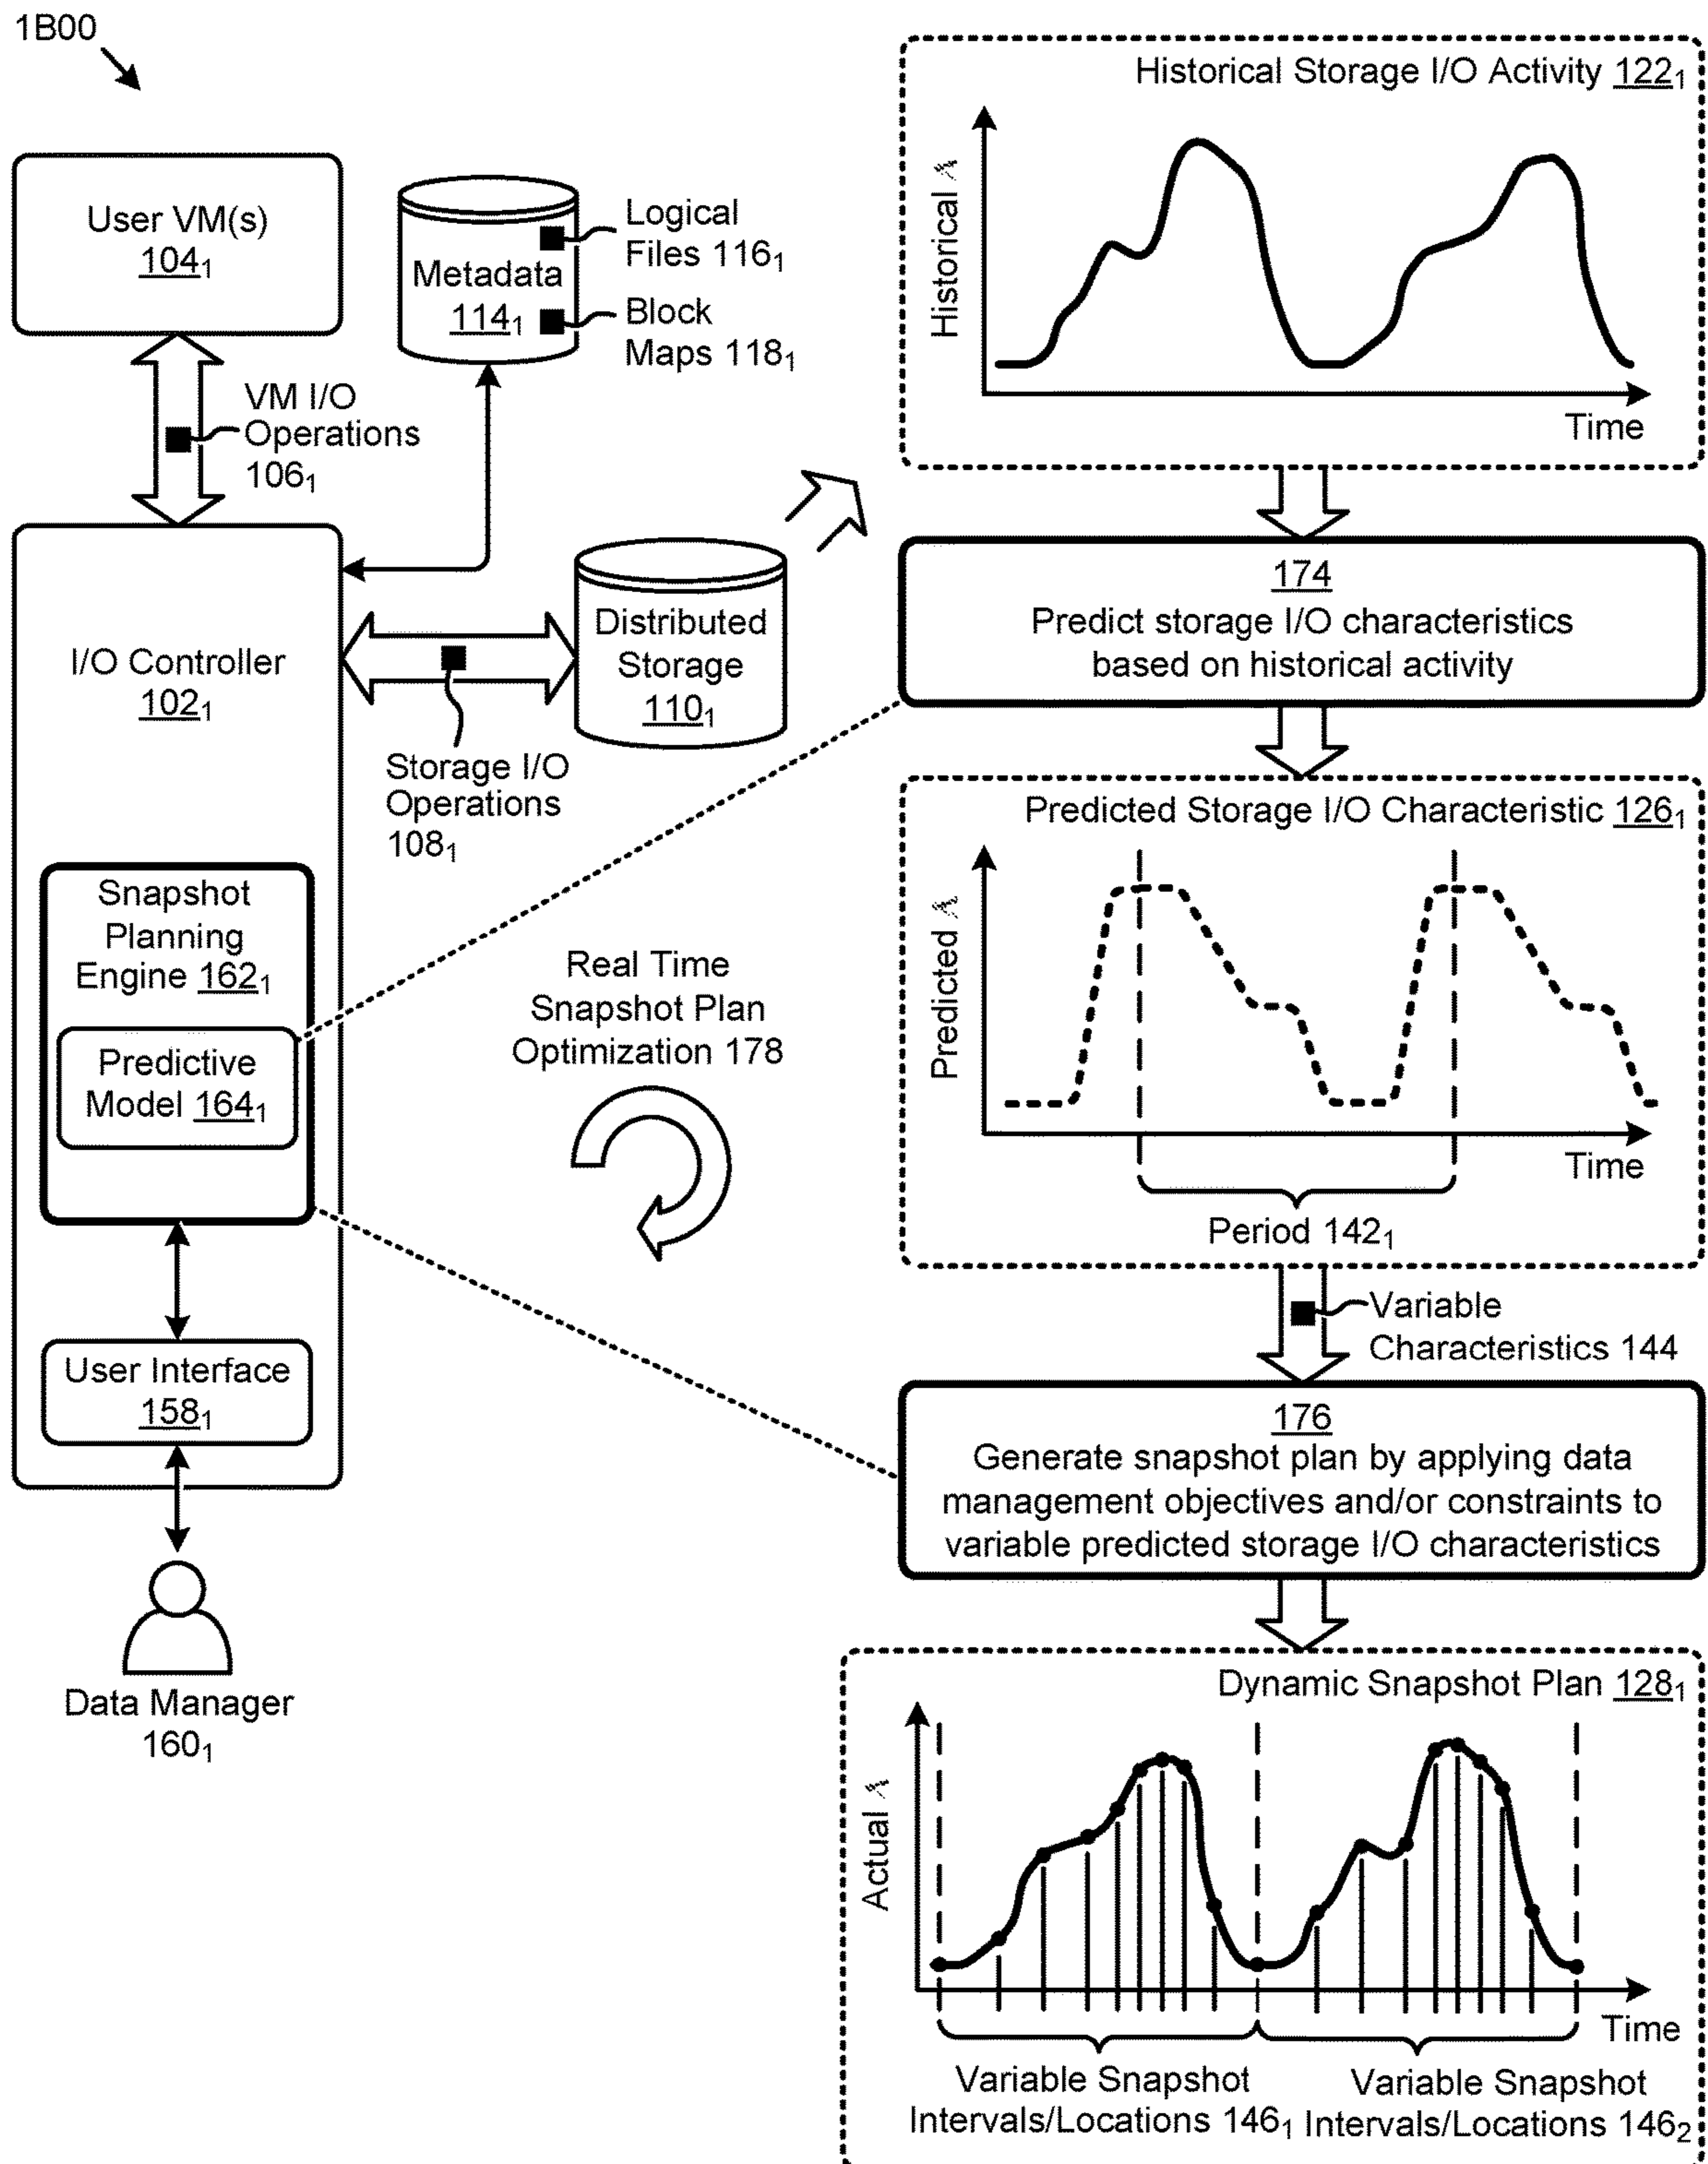 1B00
User VM(s)
104₁
VM I/O
Operations
106₁
Metadata
114₁
Logical
Files 116₁
Block
Maps 118₁
I/O Controller
102₁
Distributed
Storage
110₁
Storage I/O
Operations
108₁
Snapshot
Planning
Engine 162₁
Predictive
Model 164₁
User Interface
158₁
Data Manager
160₁
Real Time
Snapshot Plan
Optimization 178
Historical Storage I/O Activity 122₁
Historical
Time
174
Predict storage I/O characteristics
based on historical activity
Predicted Storage I/O Characteristic 126₁
Predicted
Time
Period 142₁
Variable
Characteristics 144
176
Generate snapshot plan by applying data
management objectives and/or constraints to
variable predicted storage I/O characteristics
Dynamic Snapshot Plan 128₁
Actual
Time
Variable Snapshot
Intervals/Locations 146₁
Variable Snapshot
Intervals/Locations 146₂